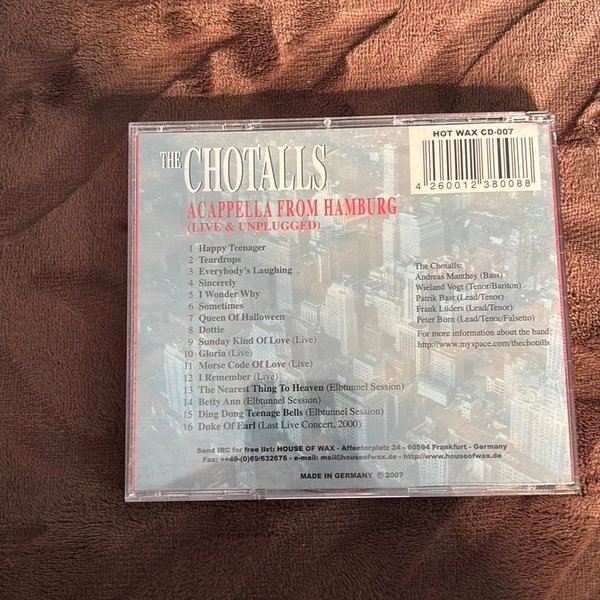 HOT WAX CD-007
4 260012 380088
THE CHOTALLS
ACAPPELLA FROM HAMBURG
(LIVE & UNPLUGGED)
1 Happy Teenager
2 Teardrops
3 Everybody's Laughing
4 Sincerely
5 I Wonder Why
6 Sometimes
7 Queen Of Halloween
8 Dottie
9 Sunday Kind Of Love (Live)
10 Gloria (Live)
11 Morse Code Of Love (Live)
12 I Remember (Live)
13 The Nearest Thing To Heaven (Elbtunnel Session)
14 Betty Ann (Elbtunnel Session)
15 Ding Dong Teenage Bells (Elbtunnel Session)
16 Duke Of Earl (Last Live Concert, 2000)
The Chotalls:
Andreas Manthey (Bass)
Wieland Vogt (Tenor/Bariton)
Patrik Bast (Lead/Tenor)
Frank Lüders (Lead/Tenor)
Peter Born (Lead/Tenor/Falsetto)
For more information about the band:
http://www.myspace.com/thechotalls
Send IRC for free list: HOUSE OF WAX - Affentorplatz 24 - 60594 Frankfurt - Germany
Fax: ++49-(0)69/632676 - e-mail: mail@houseofwax.de - http://www.houseofwax.de
MADE IN GERMANY ℗ 2007